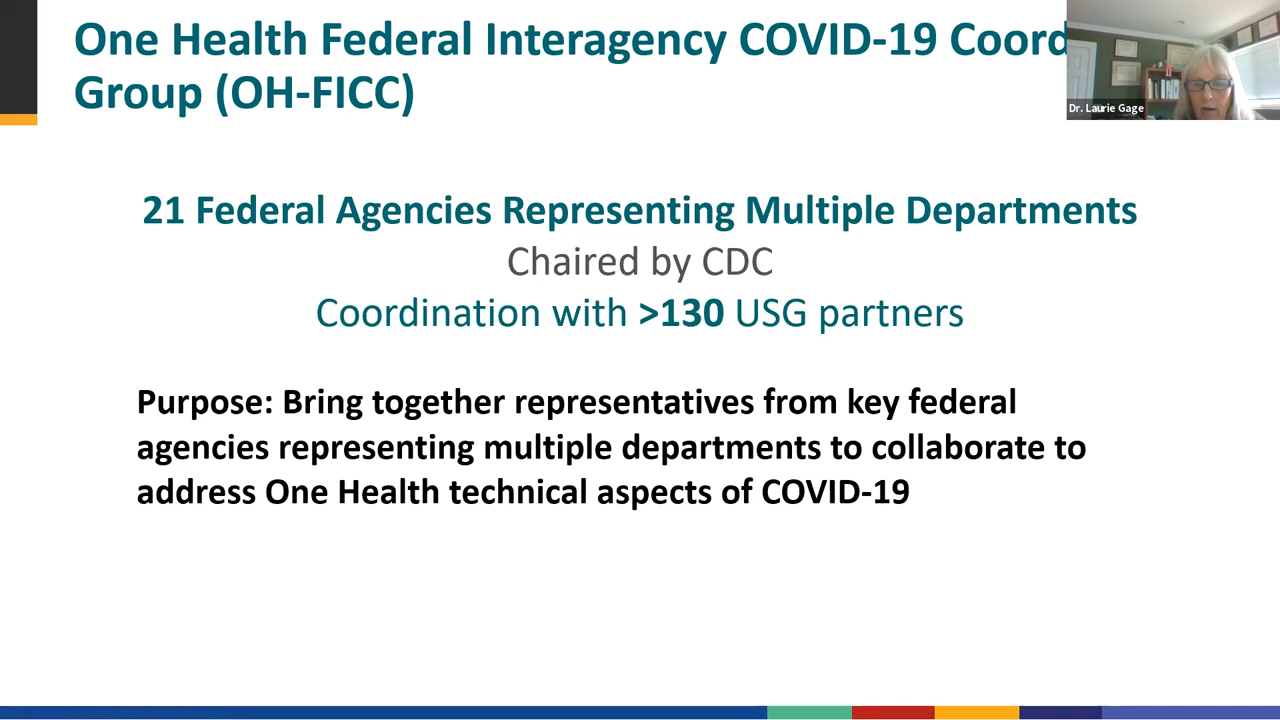 One Health Federal Interagency COVID-19 Coord
Group (OH-FICC)
Dr. Laurie Gage
21 Federal Agencies Representing Multiple Departments
Chaired by CDC
Coordination with >130 USG partners
Purpose: Bring together representatives from key federal
agencies representing multiple departments to collaborate to
address One Health technical aspects of COVID-19